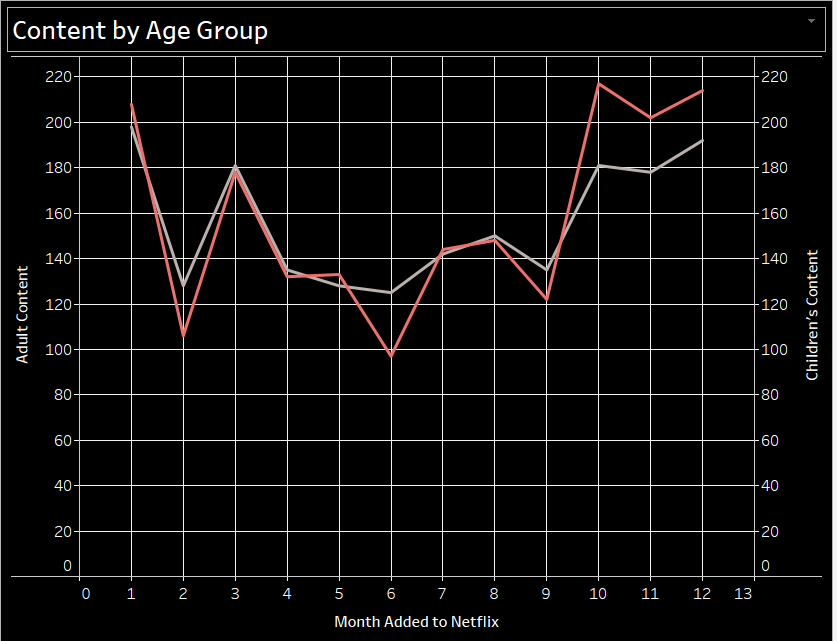 Content by Age Group
220 220
200 200
180 180
160 160
140 140
120 120
100 100
80 80
60 60
40 40
20 20
0 0
Adult Content
Children's Content
0 1 2 3 4 5 6 7 8 9 10 11 12 13
Month Added to Netflix